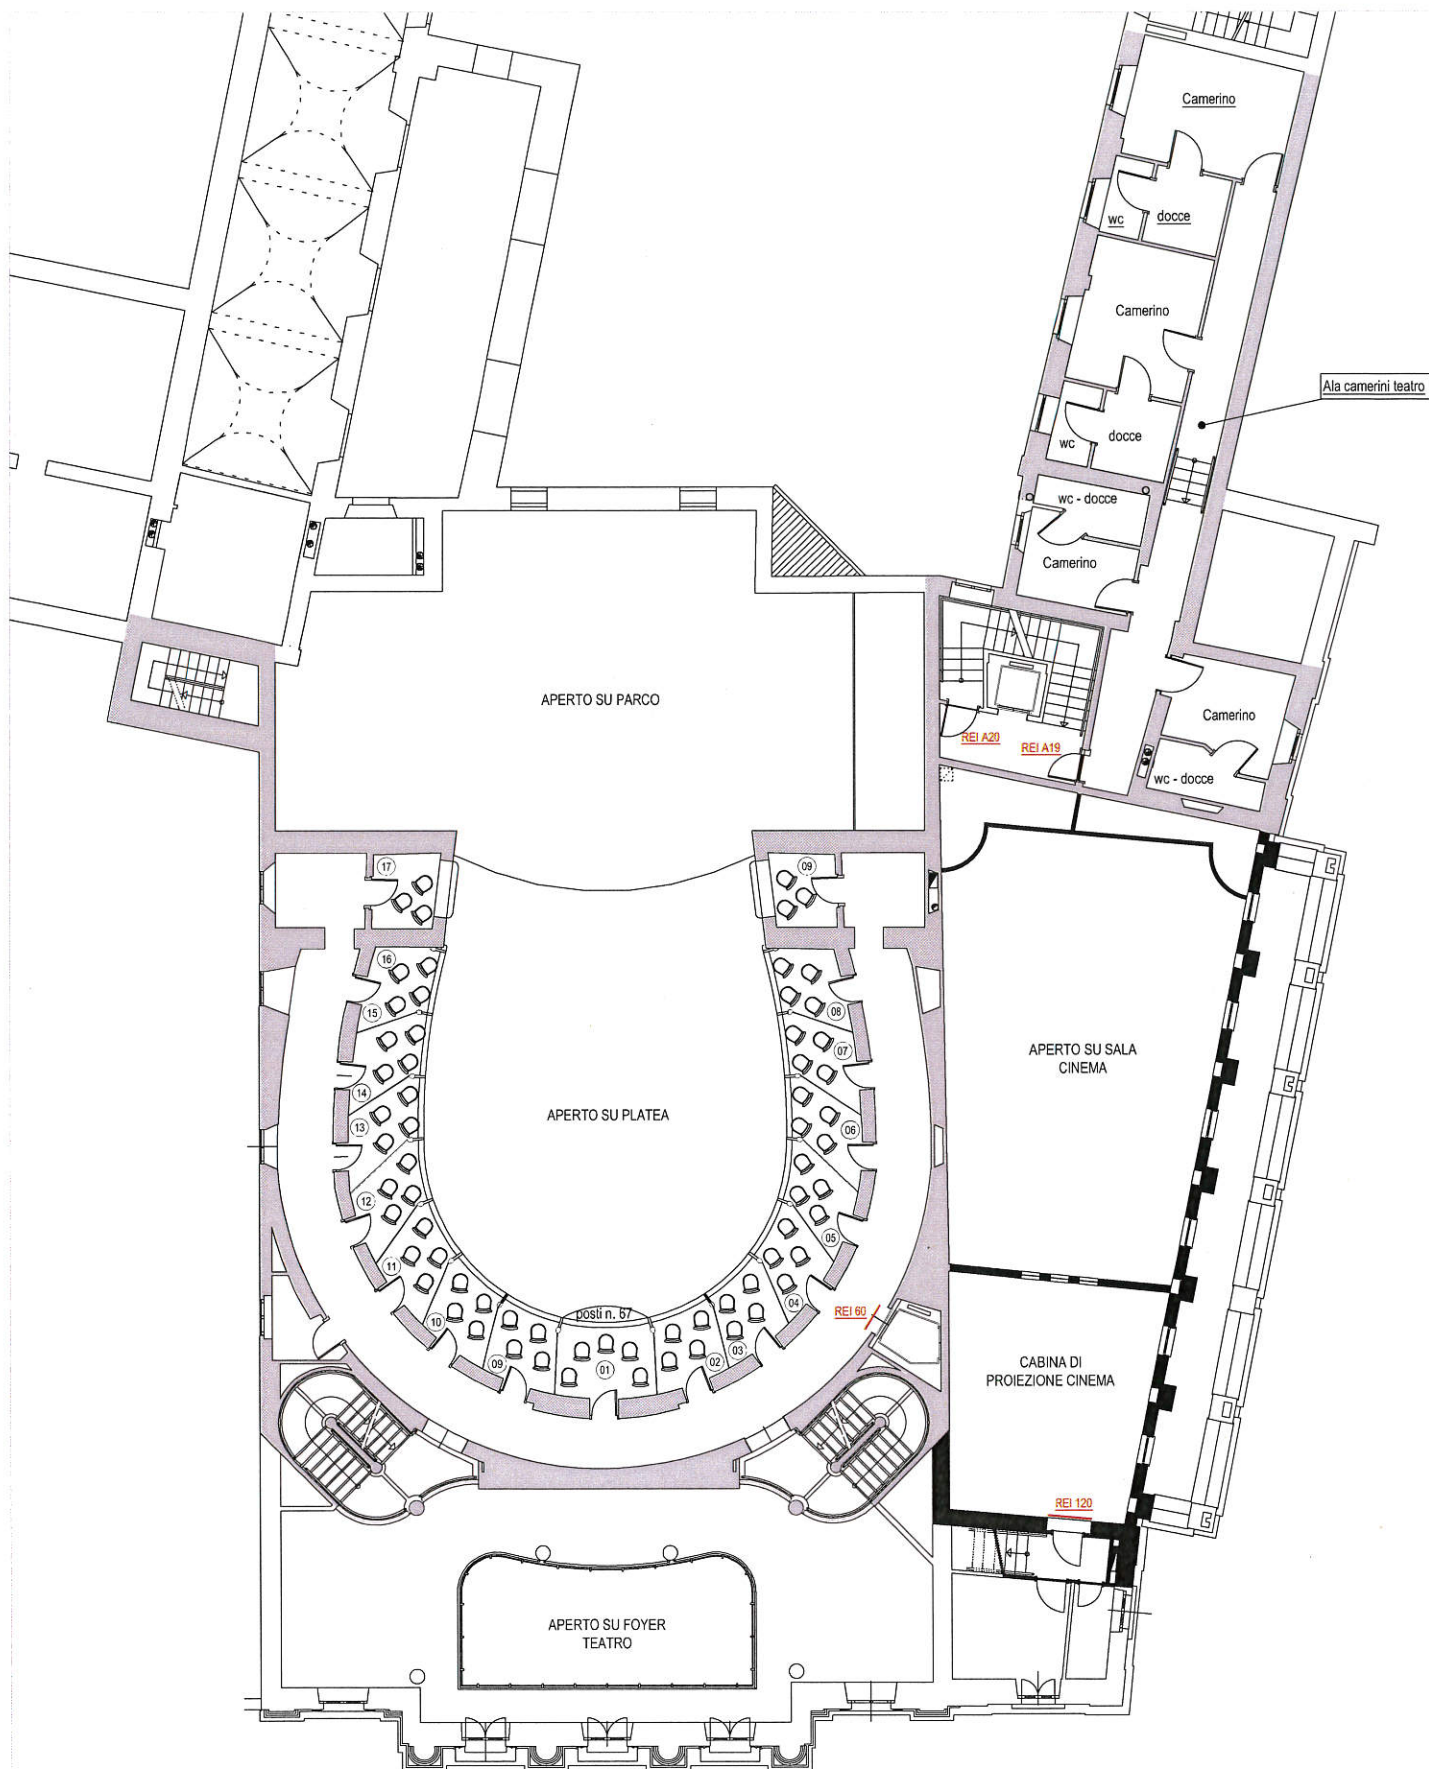 Camerino
wc
docce
Camerino
Ala camerini teatro
wc
docce
wc - docce
Camerino
APERTO SU PARCO
Camerino
REI A20
REI A19
wc - docce
17
09
16
15
08
07
APERTO SU SALA
CINEMA
14
13
APERTO SU PLATEA
06
12
05
11
04
10
posti n. 67
REI 60
03
09
01
02
CABINA DI
PROIEZIONE CINEMA
REI 120
APERTO SU FOYER
TEATRO